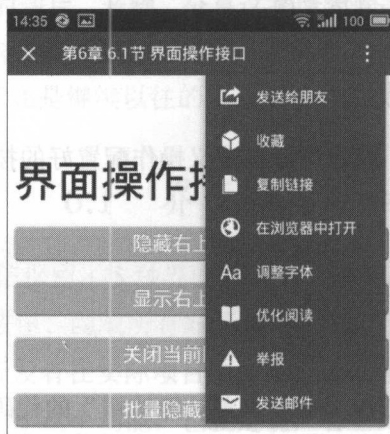 14:35 100
第6章 6.1节 界面操作接口
发送给朋友
收藏
复制链接
界面操作
在浏览器中打开
隐藏右上
Aa 调整字体
显示右上
优化阅读
关闭当前
举报
批量隐藏
发送邮件